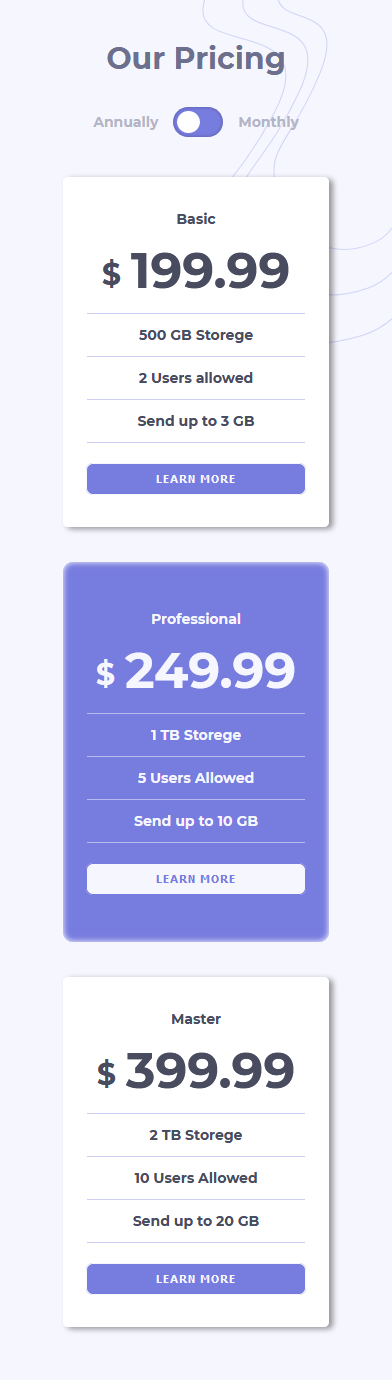 Our Pricing
Annually Monthly
Basic
$ 199.99
500 GB Storege
2 Users allowed
Send up to 3 GB
LEARN MORE
Professional
$ 249.99
1 TB Storege
5 Users Allowed
Send up to 10 GB
LEARN MORE
Master
$ 399.99
2 TB Storege
10 Users Allowed
Send up to 20 GB
LEARN MORE